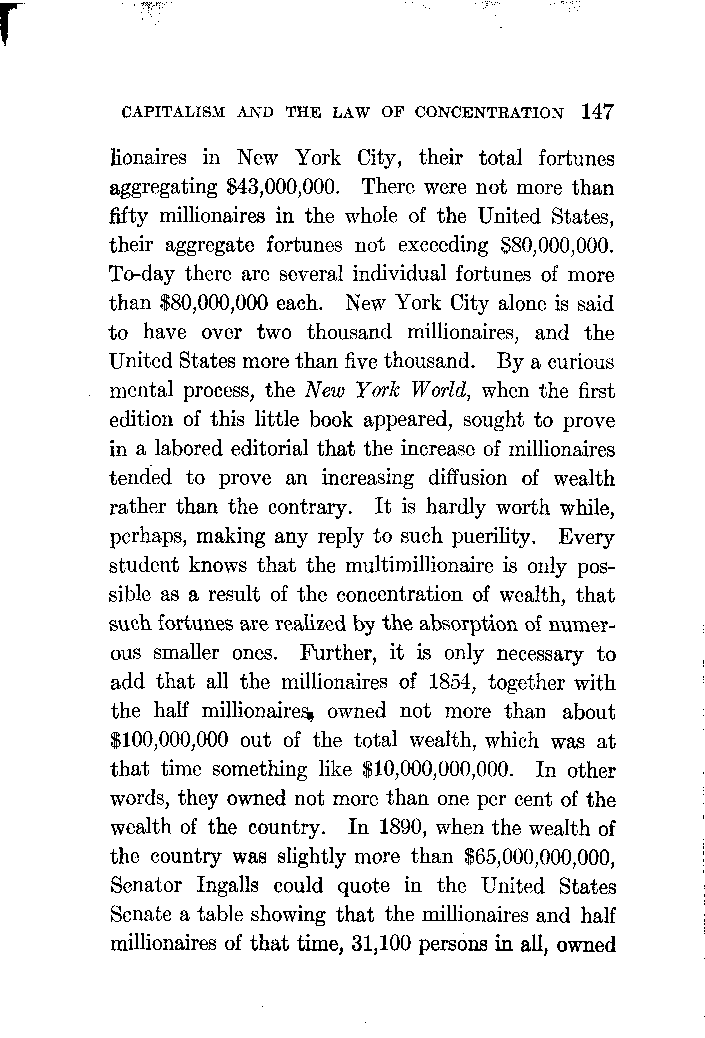 CAPITALISM AND THE LAW OF CONCENTRATION 147
lionaires in New York City, their total fortunes
aggregating $43,000,000. There were not more than
fifty millionaires in the whole of the United States,
their aggregate fortunes not exceeding $80,000,000.
To-day there are several individual fortunes of more
than $80,000,000 each. New York City alone is said
to have over two thousand millionaires, and the
United States more than five thousand. By a curious
mental process, the New York World, when the first
edition of this little book appeared, sought to prove
in a labored editorial that the increase of millionaires
tended to prove an increasing diffusion of wealth
rather than the contrary. It is hardly worth while,
perhaps, making any reply to such puerility. Every
student knows that the multimillionaire is only pos-
sible as a result of the concentration of wealth, that
such fortunes are realized by the absorption of numer-
ous smaller ones. Further, it is only necessary to
add that all the millionaires of 1854, together with
the half millionaires, owned not more than about
$100,000,000 out of the total wealth, which was at
that time something like $10,000,000,000. In other
words, they owned not more than one per cent of the
wealth of the country. In 1890, when the wealth of
the country was slightly more than $65,000,000,000,
Senator Ingalls could quote in the United States
Senate a table showing that the millionaires and half
millionaires of that time, 31,100 persons in all, owned